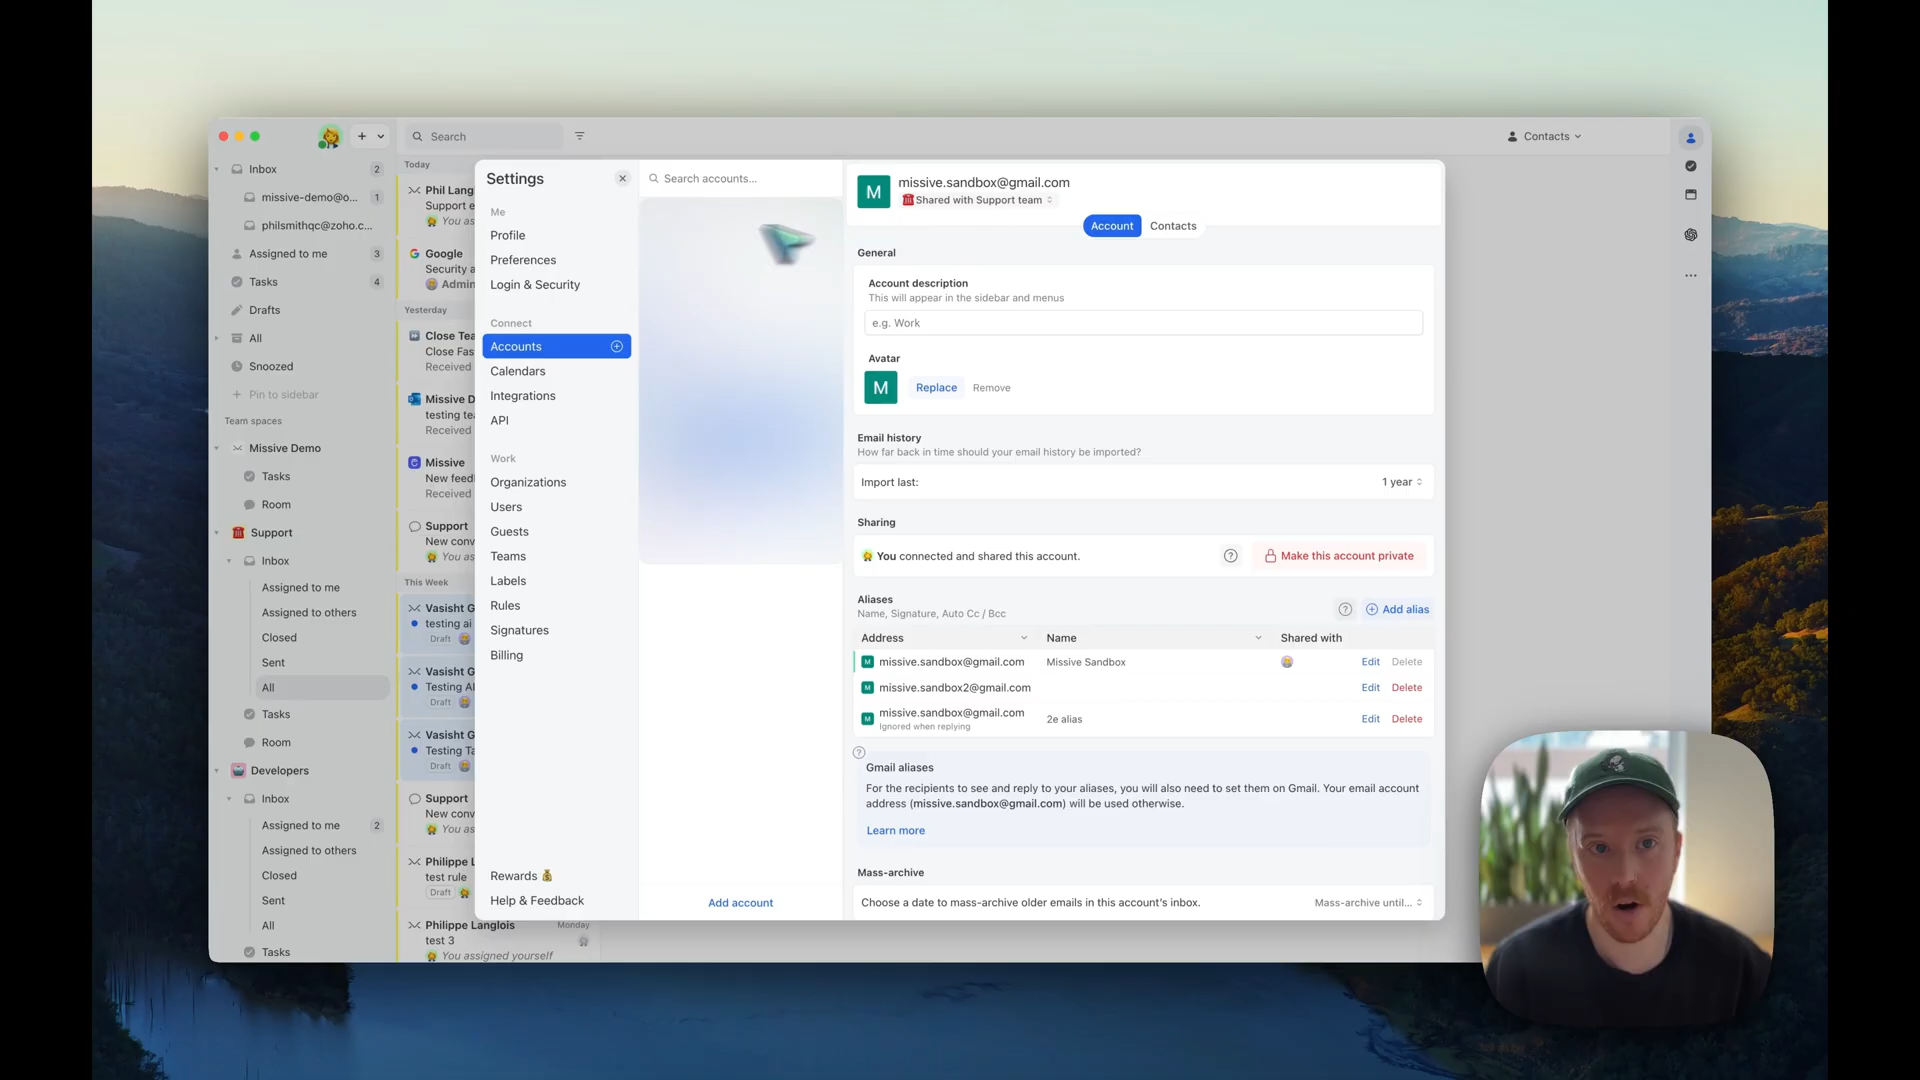 Search
Contacts
Inbox 2
missive-demo@o... 1
philsmithqc@zoho.c...
Assigned to me 3
Tasks 4
Drafts
All
Snoozed
Pin to sidebar
Team spaces
Missive Demo
Tasks
Room
Support
Inbox
Assigned to me
Assigned to others
Closed
Sent
All
Tasks
Room
Developers
Inbox
Assigned to me 2
Assigned to others
Closed
Sent
All
Tasks
Today
Phil Lang
Support e
You as
Google
Security a
Admin
Yesterday
Close Tea
Close Fas
Received
Missive D
testing tea
Received
Missive
New feed
Received
Support
New conv
You as
This Week
Vasisht G
testing ai
Draft
Vasisht G
Testing AI
Draft
Vasisht G
Testing Ta
Draft
Support
New conv
You as
Philippe L
test rule
Draft
Philippe Langlois Monday
test 3
You assigned yourself
Settings
Me
Profile
Preferences
Login & Security
Connect
Accounts
Calendars
Integrations
API
Work
Organizations
Users
Guests
Teams
Labels
Rules
Signatures
Billing
Rewards
Help & Feedback
Search accounts...
Add account
M
missive.sandbox@gmail.com
Shared with Support team
Account Contacts
General
Account description
This will appear in the sidebar and menus
e.g. Work
Avatar
M Replace Remove
Email history
How far back in time should your email history be imported?
Import last: 1 year
Sharing
You connected and shared this account. ? Make this account private
Aliases
Name, Signature, Auto Cc / Bcc ? Add alias
Address Name Shared with
M missive.sandbox@gmail.com Missive Sandbox Edit Delete
M missive.sandbox2@gmail.com Edit Delete
M missive.sandbox@gmail.com 2e alias Edit Delete
Ignored when replying
?
Gmail aliases
For the recipients to see and reply to your aliases, you will also need to set them on Gmail. Your email account
address (missive.sandbox@gmail.com) will be used otherwise.
Learn more
Mass-archive
Choose a date to mass-archive older emails in this account's inbox. Mass-archive until...